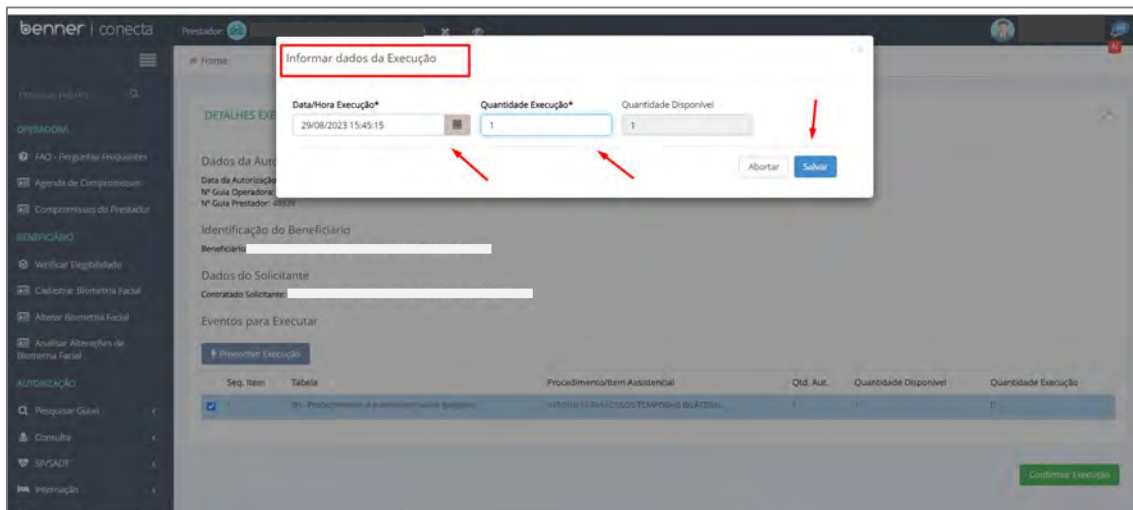 benner | conecta
Prestador:
Home
Informar dados da Execução
Data/Hora Execução*
Quantidade Execução*
Quantidade Disponível
29/08/2023 15:45:15
1
1
Abortar
Salvar
OPERADORA
FAQ - Perguntas Frequentes
Agenda de Compromissos
Compromissos do Prestador
BENEFICIÁRIO
Verificar Elegibilidade
Cadastrar Biometria Facial
Alterar Biometria Facial
Analisar Alterações de
Biometria Facial
AUTORIZAÇÃO
Pesquisar Guias
Consulta
SP/SADT
Internação
DETALHES EXE
Dados da Auto
Data da Autorização
Nº Guia Operadora:
Nº Guia Prestador:
Identificação do Beneficiário
Beneficiário:
Dados do Solicitante
Contratado Solicitante:
Eventos para Executar
Preencher Execução
Seq. Item
Tabela
Procedimento/Item Assistencial
Qtd. Aut.
Quantidade Disponível
Quantidade Execução
1
1
Confirmar Execução